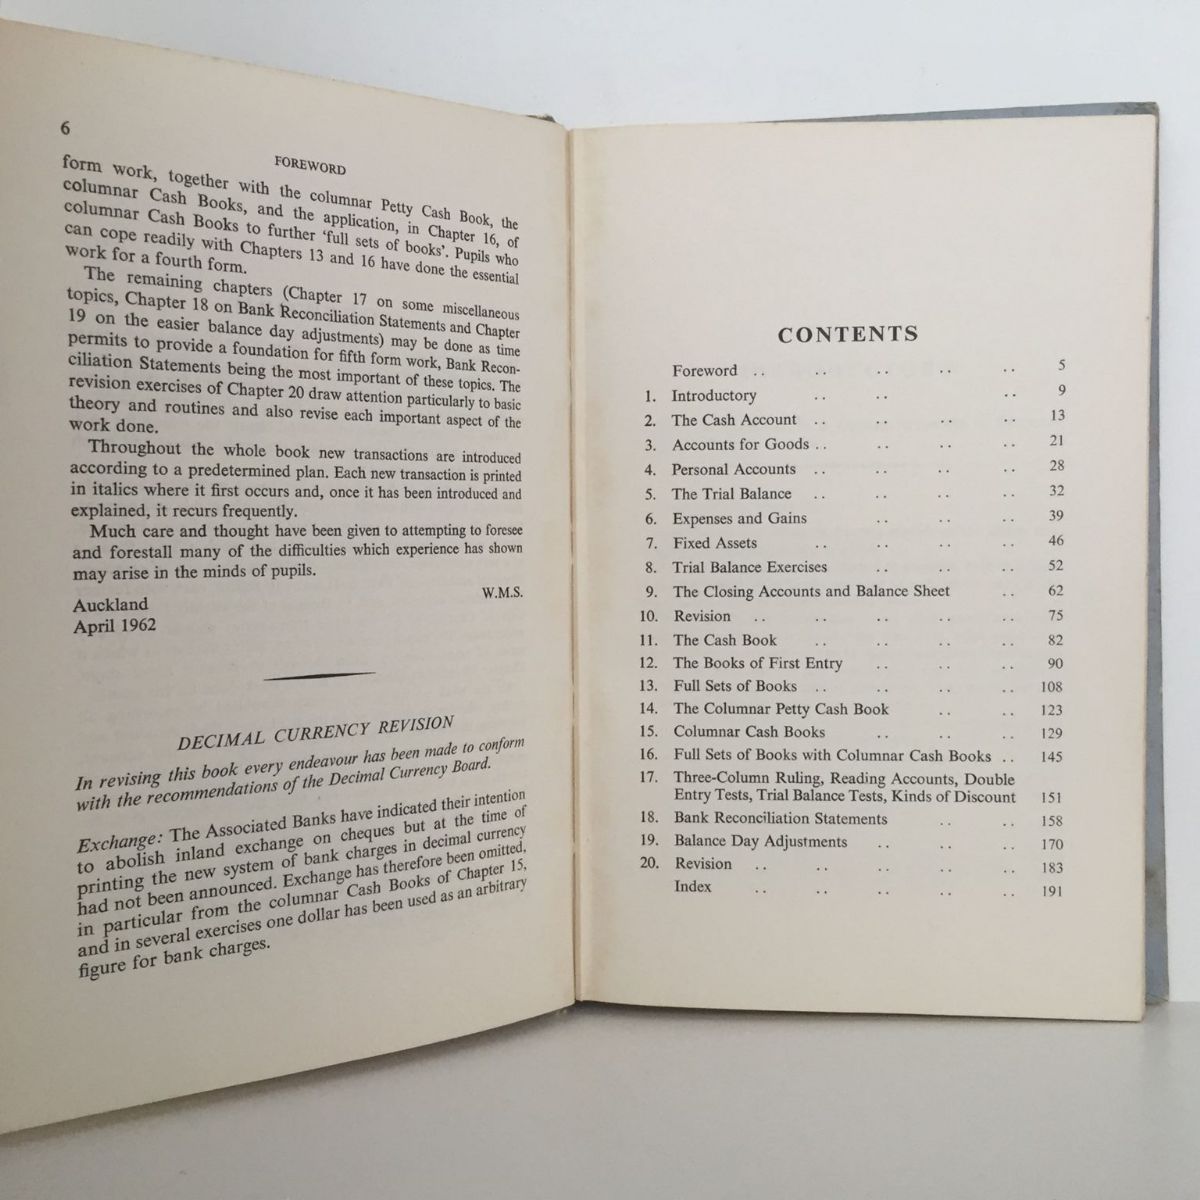 6
FOREWORD
form work, together with the columnar Petty Cash Book, the
columnar Cash Books, and the application, in Chapter 16, of
columnar Cash Books to further 'full sets of books'. Pupils who
can cope readily with Chapters 13 and 16 have done the essential
work for a fourth form.
The remaining chapters (Chapter 17 on some miscellaneous
topics, Chapter 18 on Bank Reconciliation Statements and Chapter
19 on the easier balance day adjustments) may be done as time
permits to provide a foundation for fifth form work, Bank Recon-
ciliation Statements being the most important of these topics. The
revision exercises of Chapter 20 draw attention particularly to basic
theory and routines and also revise each important aspect of the
work done.
Throughout the whole book new transactions are introduced
according to a predetermined plan. Each new transaction is printed
in italics where it first occurs and, once it has been introduced and
explained, it recurs frequently.
Much care and thought have been given to attempting to foresee
and forestall many of the difficulties which experience has shown
may arise in the minds of pupils.
W.M.S.
Auckland
April 1962
DECIMAL CURRENCY REVISION
In revising this book every endeavour has been made to conform
with the recommendations of the Decimal Currency Board.
Exchange: The Associated Banks have indicated their intention
to abolish inland exchange on cheques but at the time of
printing the new system of bank charges in decimal currency
had not been announced. Exchange has therefore been omitted,
in particular from the columnar Cash Books of Chapter 15,
and in several exercises one dollar has been used as an arbitrary
figure for bank charges.
CONTENTS
Foreword .. .. .. .. .. 5
1. Introductory .. .. .. 9
2. The Cash Account .. .. .. .. 13
3. Accounts for Goods .. .. .. .. 21
4. Personal Accounts .. .. .. .. 28
5. The Trial Balance .. .. .. .. 32
6. Expenses and Gains .. .. .. 39
7. Fixed Assets .. .. .. .. 46
8. Trial Balance Exercises .. .. .. 52
9. The Closing Accounts and Balance Sheet .. 62
10. Revision .. .. .. .. .. 75
11. The Cash Book .. .. .. .. 82
12. The Books of First Entry .. .. .. 90
13. Full Sets of Books .. .. .. .. 108
14. The Columnar Petty Cash Book .. .. 123
15. Columnar Cash Books .. .. .. 129
16. Full Sets of Books with Columnar Cash Books .. 145
17. Three-Column Ruling, Reading Accounts, Double
Entry Tests, Trial Balance Tests, Kinds of Discount 151
18. Bank Reconciliation Statements .. .. 158
19. Balance Day Adjustments .. .. .. 170
20. Revision .. .. .. .. .. 183
Index .. .. .. .. .. 191